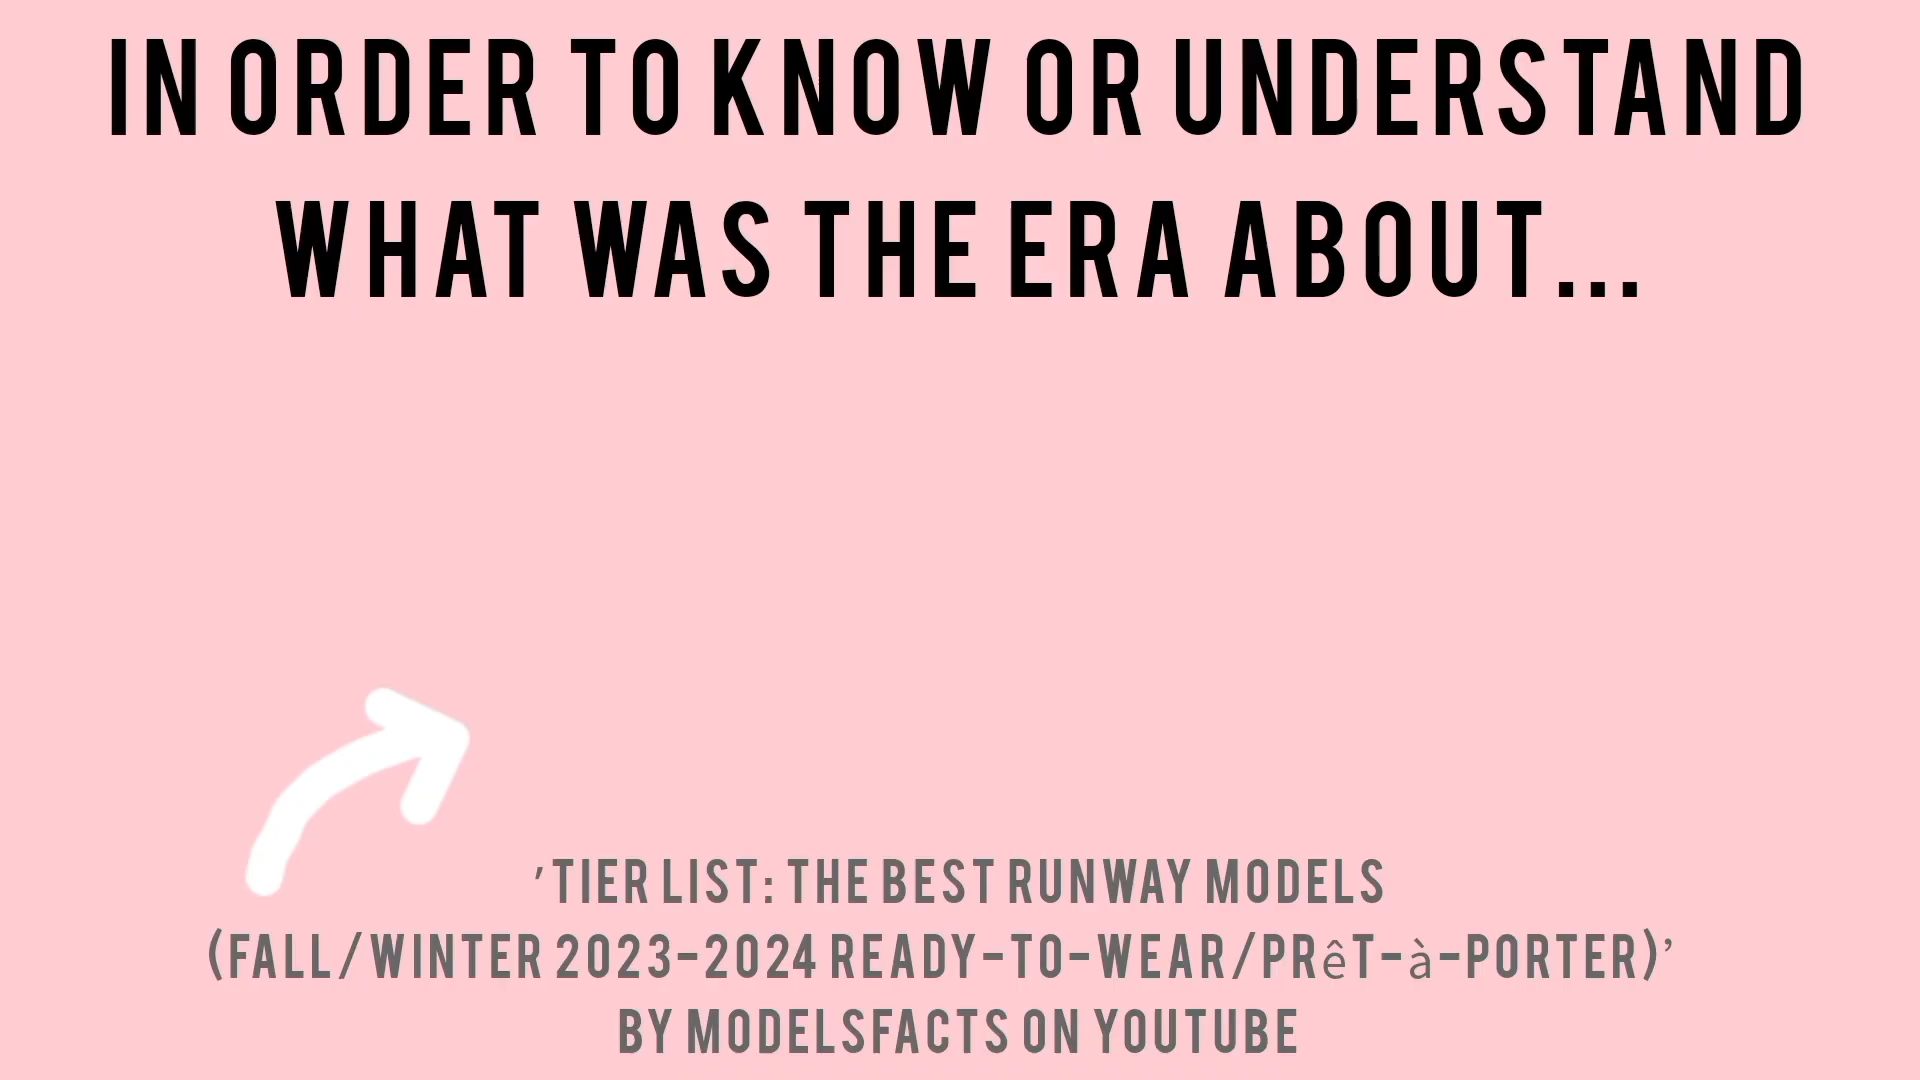 IN ORDER TO KNOW OR UNDERSTAND
WHAT WAS THE ERA ABOUT...
'TIER LIST: THE BEST RUNWAY MODELS
(FALL/WINTER 2023-2024 READY-TO-WEAR/PRêT-à-PORTER)'
BY MODELSFACTS ON YOUTUBE